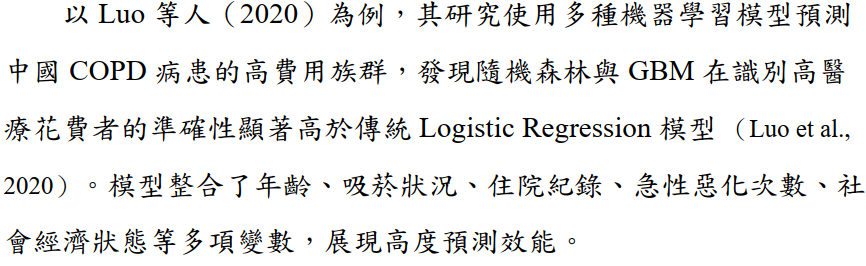 以 Luo 等人（2020）為例，其研究使用多種機器學習模型預測
中國 COPD 病患的高費用族群，發現隨機森林與 GBM 在識別高醫
療花費者的準確性顯著高於傳統 Logistic Regression 模型（Luo et al.,
2020）。模型整合了年齡、吸菸狀況、住院紀錄、急性惡化次數、社
會經濟狀態等多項變數，展現高度預測效能。